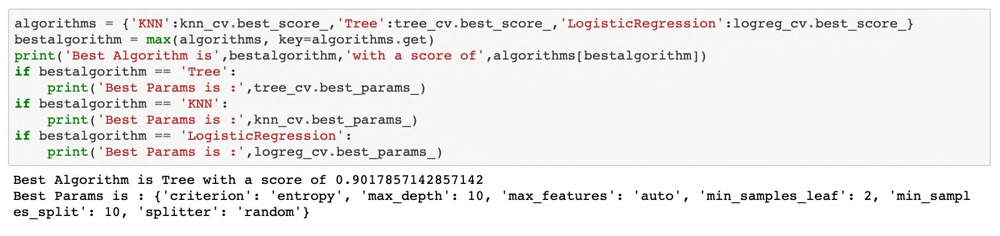 algorithms = {'KNN':knn_cv.best_score_,'Tree':tree_cv.best_score_,'LogisticRegression':logreg_cv.best_score_}
bestalgorithm = max(algorithms, key=algorithms.get)
print('Best Algorithm is',bestalgorithm,'with a score of',algorithms[bestalgorithm])
if bestalgorithm == 'Tree':
    print('Best Params is :',tree_cv.best_params_)
if bestalgorithm == 'KNN':
    print('Best Params is :',knn_cv.best_params_)
if bestalgorithm == 'LogisticRegression':
    print('Best Params is :',logreg_cv.best_params_)
Best Algorithm is Tree with a score of 0.9017857142857142
Best Params is : {'criterion': 'entropy', 'max_depth': 10, 'max_features': 'auto', 'min_samples_leaf': 2, 'min_sampl
es_split': 10, 'splitter': 'random'}